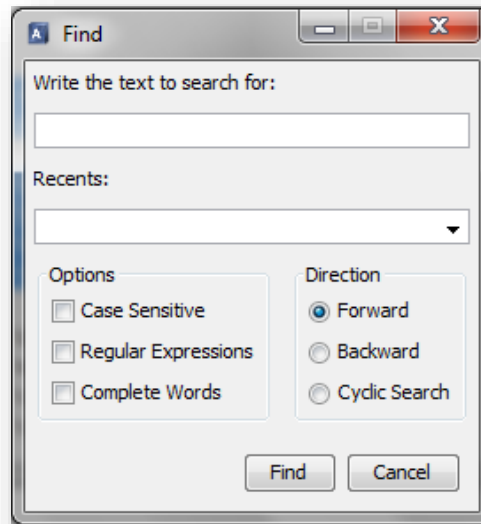 A Find
Write the text to search for:
Recents:
Options
Case Sensitive
Regular Expressions
Complete Words
Direction
Forward
Backward
Cyclic Search
Find Cancel